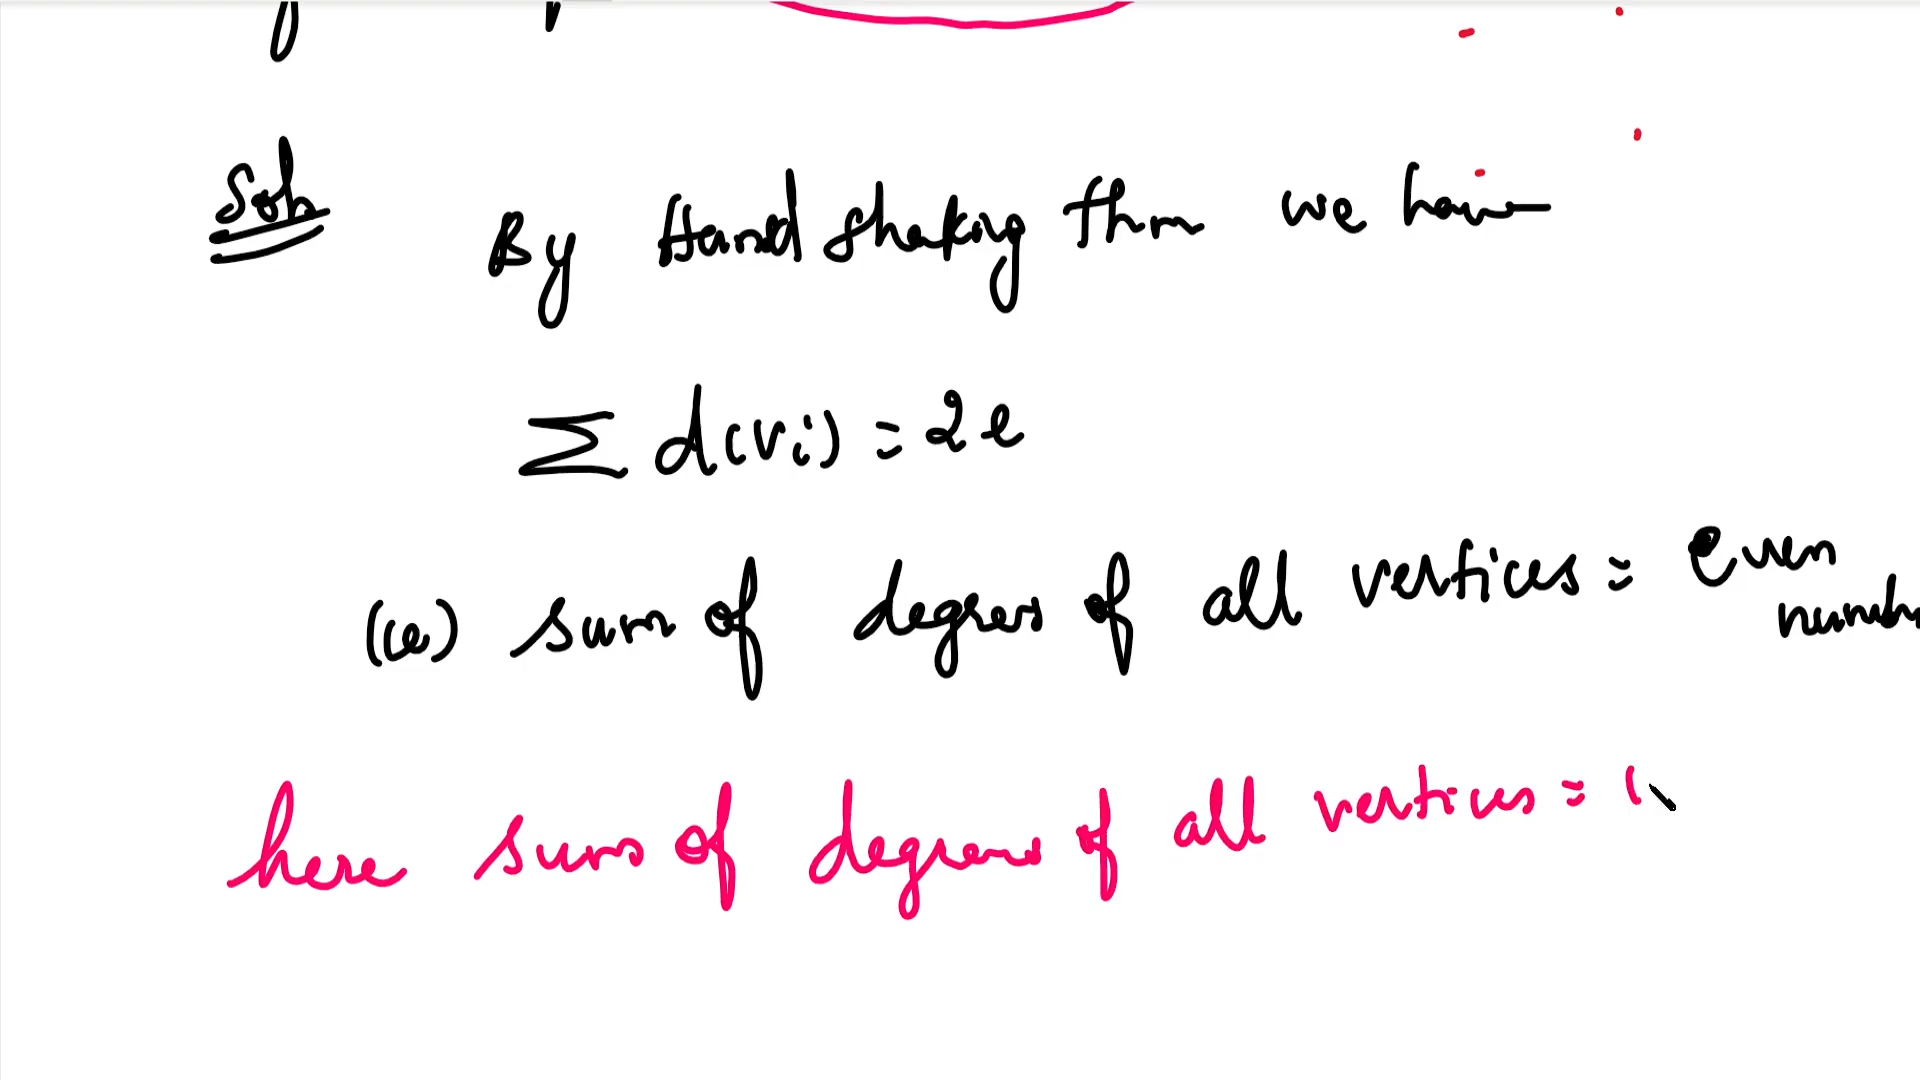 Soln
By Hand shaking thm we have
∑ d(vi) = 2e
(ie) sum of degrees of all vertices = even
number
here sum of degrees of all vertices = 1